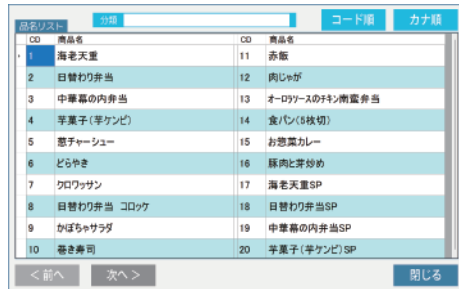 分類 コード順 カナ順
品名リスト
CD 商品名 CD 商品名
1 海老天重 11 赤飯
2 日替わり弁当 12 肉じゃが
3 中華幕の内弁当 13 オーロラソースのチキン南蛮弁当
4 芋菓子(芋ケンピ) 14 食パン(5枚切)
5 葱チャーシュー 15 お惣菜カレー
6 どらやき 16 豚肉と芽炒め
7 クロワッサン 17 海老天重SP
8 日替わり弁当 コロッケ 18 日替わり弁当SP
9 かぼちゃサラダ 19 中華幕の内弁当SP
10 巻き寿司 20 芋菓子(芋ケンピ)SP
<前へ 次へ> 閉じる